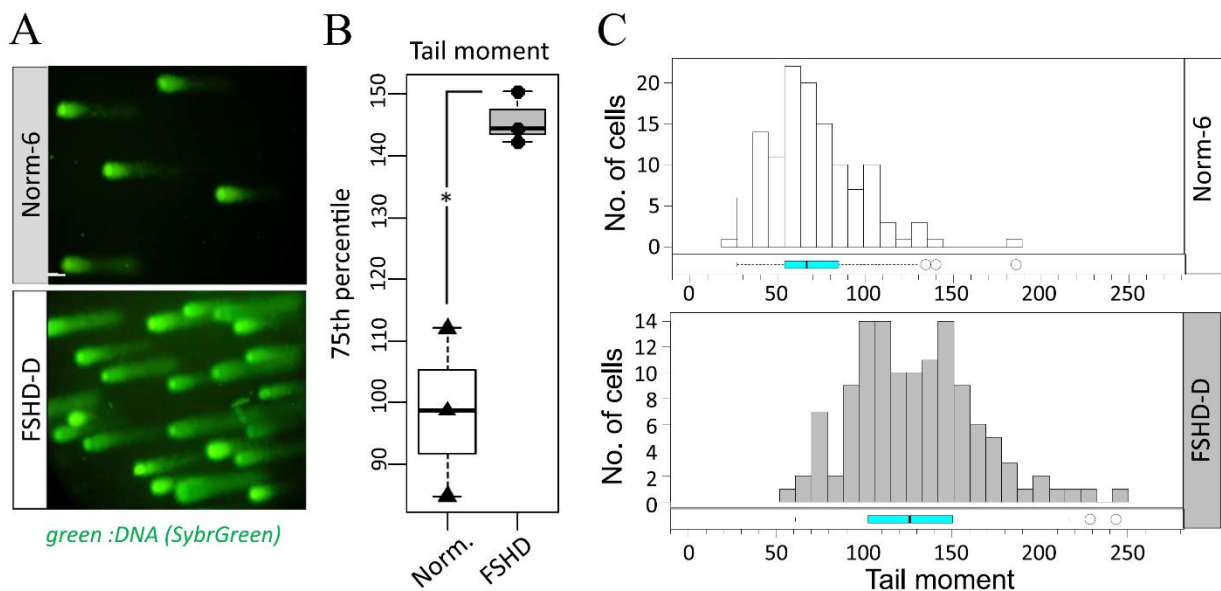 A
Norm-6
FSHD-D
green :DNA (SybrGreen)
B
Tail moment
75th percentile
150
140
130
120
110
100
90
*
Norm.
FSHD
C
No. of cells
20
15
10
5
0
Norm-6
0 50 100 150 200 250
No. of cells
14
12
10
8
6
4
2
0
FSHD-D
0 50 100 150 200 250
Tail moment